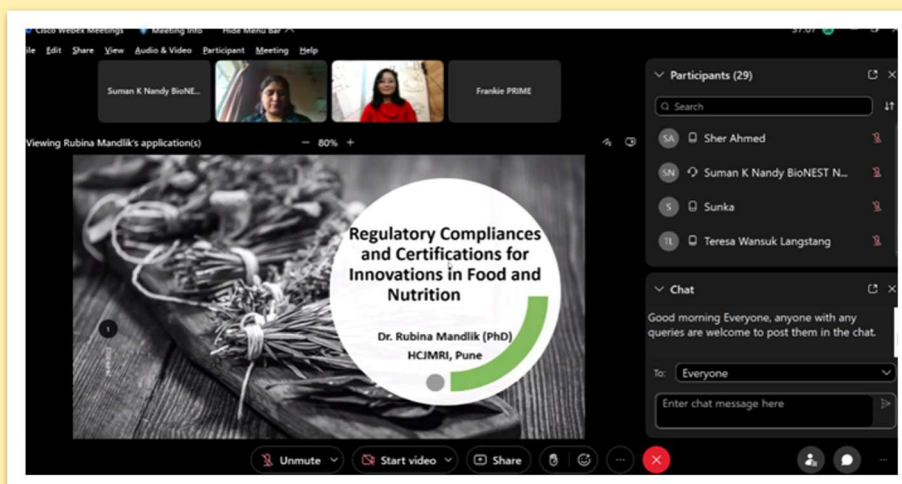 Cisco Webex Meetings Meeting Info Hide Menu Bar
File Edit Share View Audio & Video Participant Meeting Help
Suman K Nandy BioNE...
Frankie PRIME
Viewing Rubina Mandlik's application(s)
80%
Regulatory Compliances
and Certifications for
Innovations in Food and
Nutrition
Dr. Rubina Mandlik (PhD)
HCJMRI, Pune
1
Participants (29)
Search
SA Sher Ahmed
SN Suman K Nandy BioNEST N...
S Sunka
TL Teresa Wansuk Langstang
Chat
Good morning Everyone, anyone with any
queries are welcome to post them in the chat.
To: Everyone
Enter chat message here
Unmute Start video Share